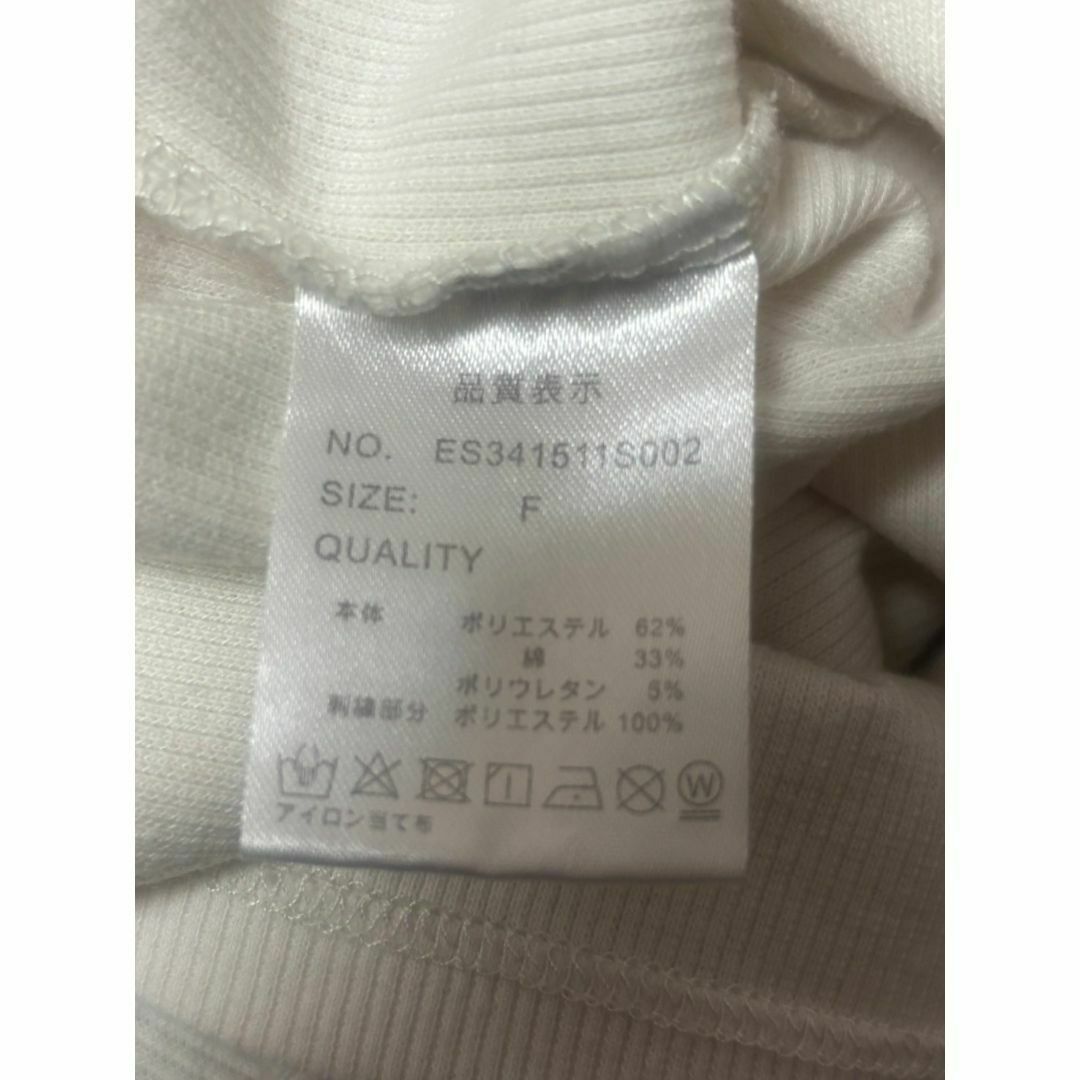 品質表示
NO. ES341511S002
SIZE: F
QUALITY
本体 ポリエステル 62%
綿 33%
ポリウレタン 5%
刺繍部分 ポリエステル 100%
W
アイロン当て布